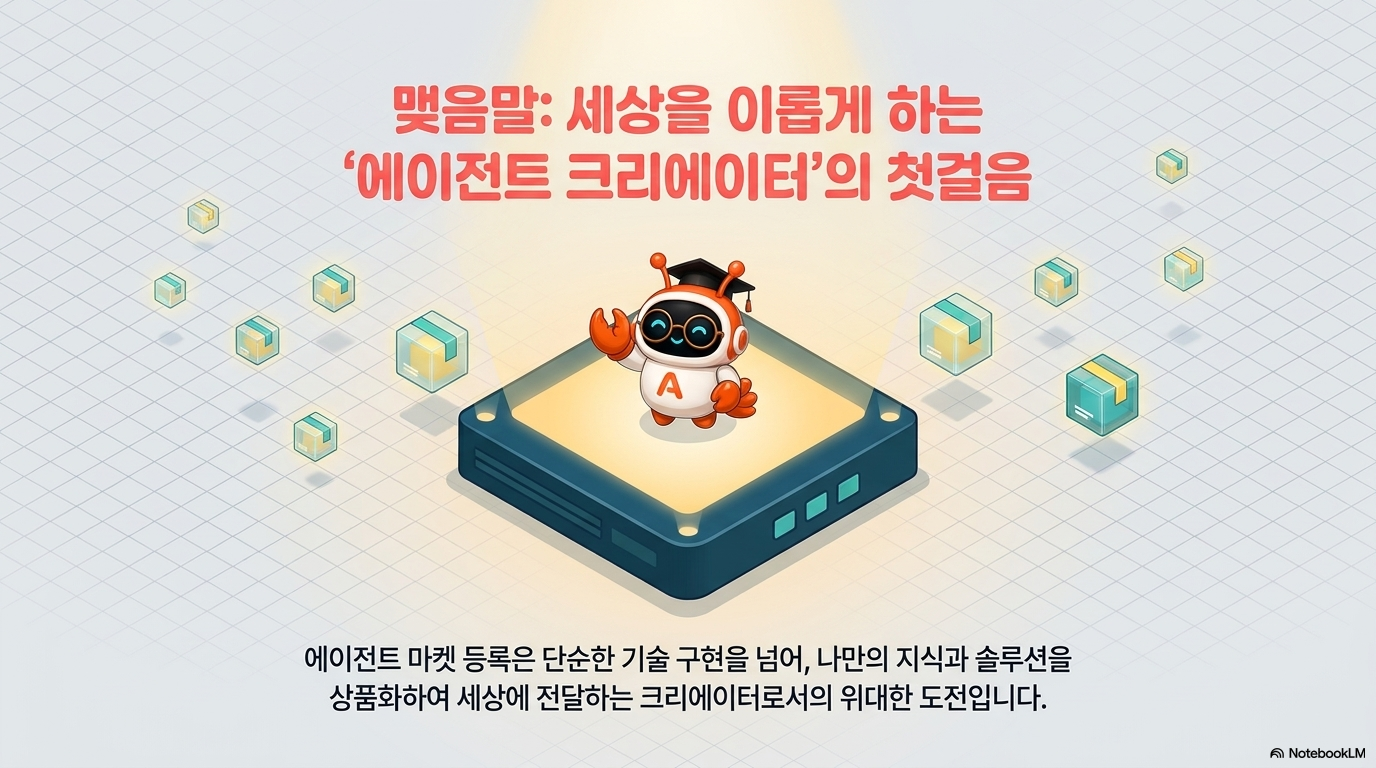 맺음말: 세상을 이롭게 하는
‘에이전트 크리에이터’의 첫걸음
A
에이전트 마켓 등록은 단순한 기술 구현을 넘어, 나만의 지식과 솔루션을
상품화하여 세상에 전달하는 크리에이터로서의 위대한 도전입니다.
NotebookLM